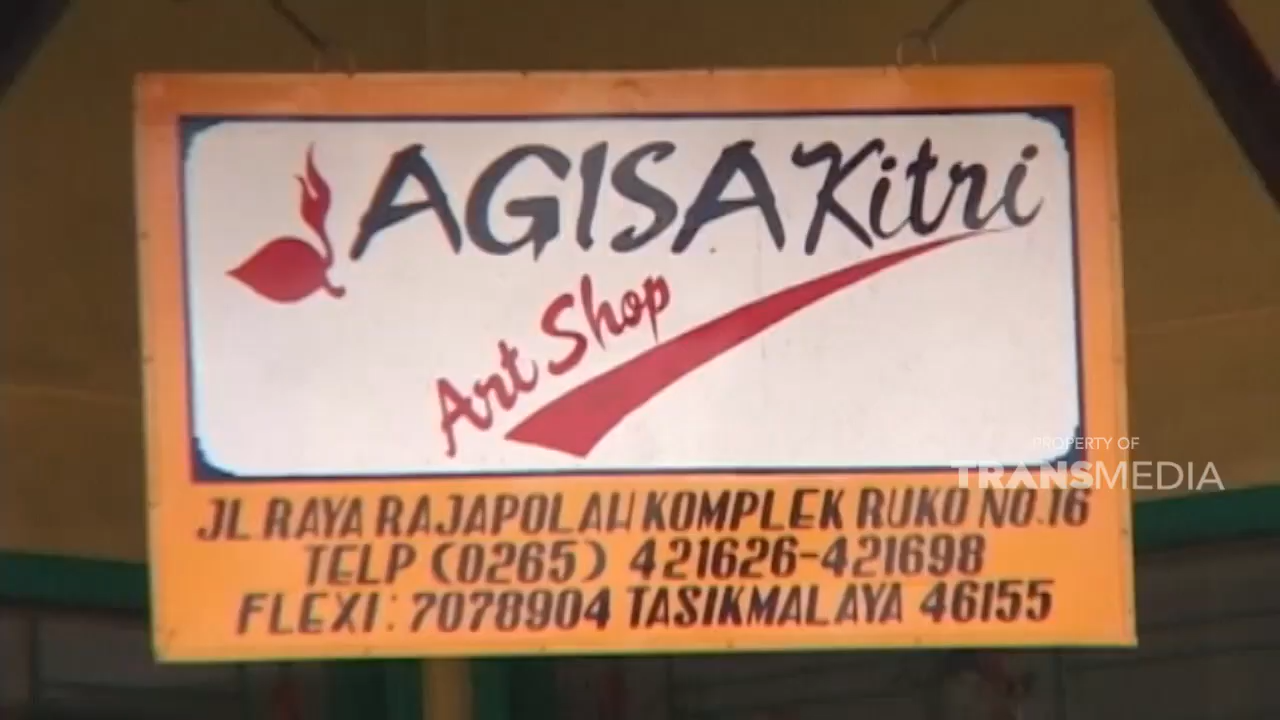 AGISA Kitri
Art Shop
PROPERTY OF
TRANSMEDIA
JL RAYA RAJAPOLAH KOMPLEK RUKO NO.16
TELP (0265) 421626-421698
FLEXI: 7078904 TASIKMALAYA 46155